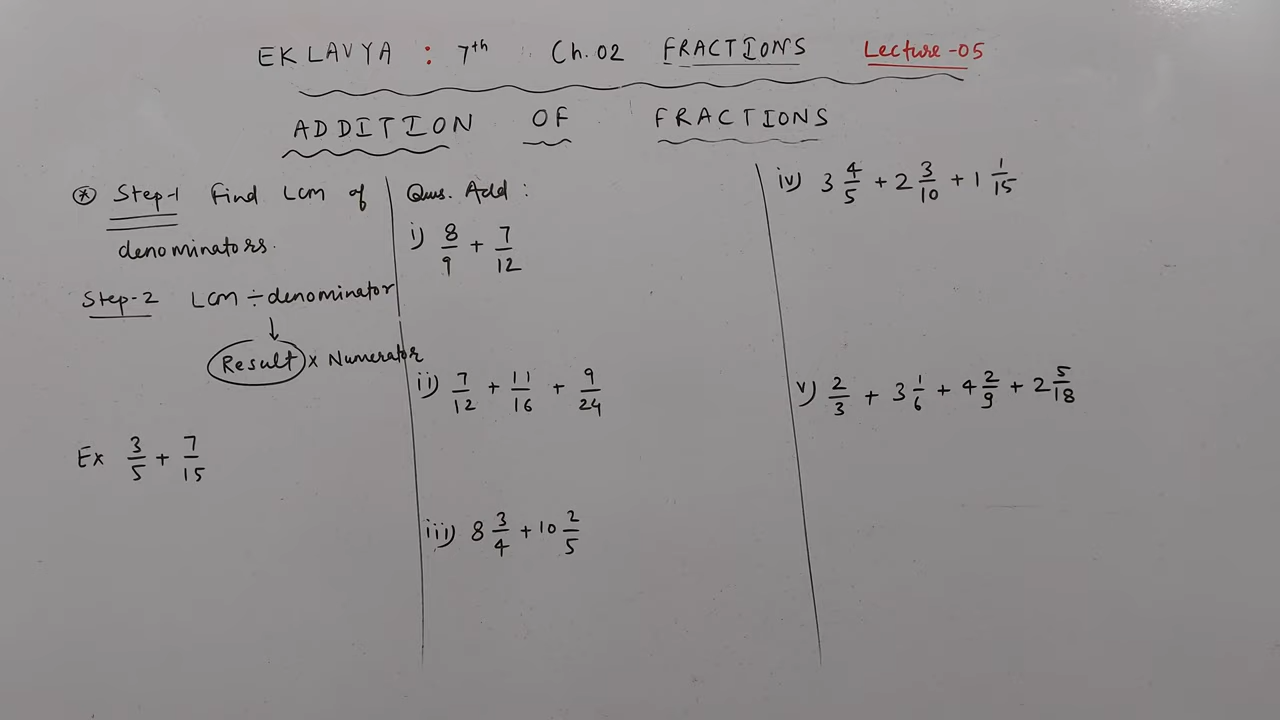 EKLAVYA : 7th Ch.02 FRACTIONS Lecture-05
ADDITION OF FRACTIONS
* Step-1 Find LCM of
denominators.
Step-2 LCM ÷ denominator
↓
Result × Numerator
Ex 3/5 + 7/15
Ques. Add :
i) 8/9 + 7/12
ii) 7/12 + 11/16 + 9/24
iii) 8 3/4 + 10 2/5
iv) 3 4/5 + 2 3/10 + 1 1/15
v) 2/3 + 3 1/6 + 4 2/9 + 2 5/18